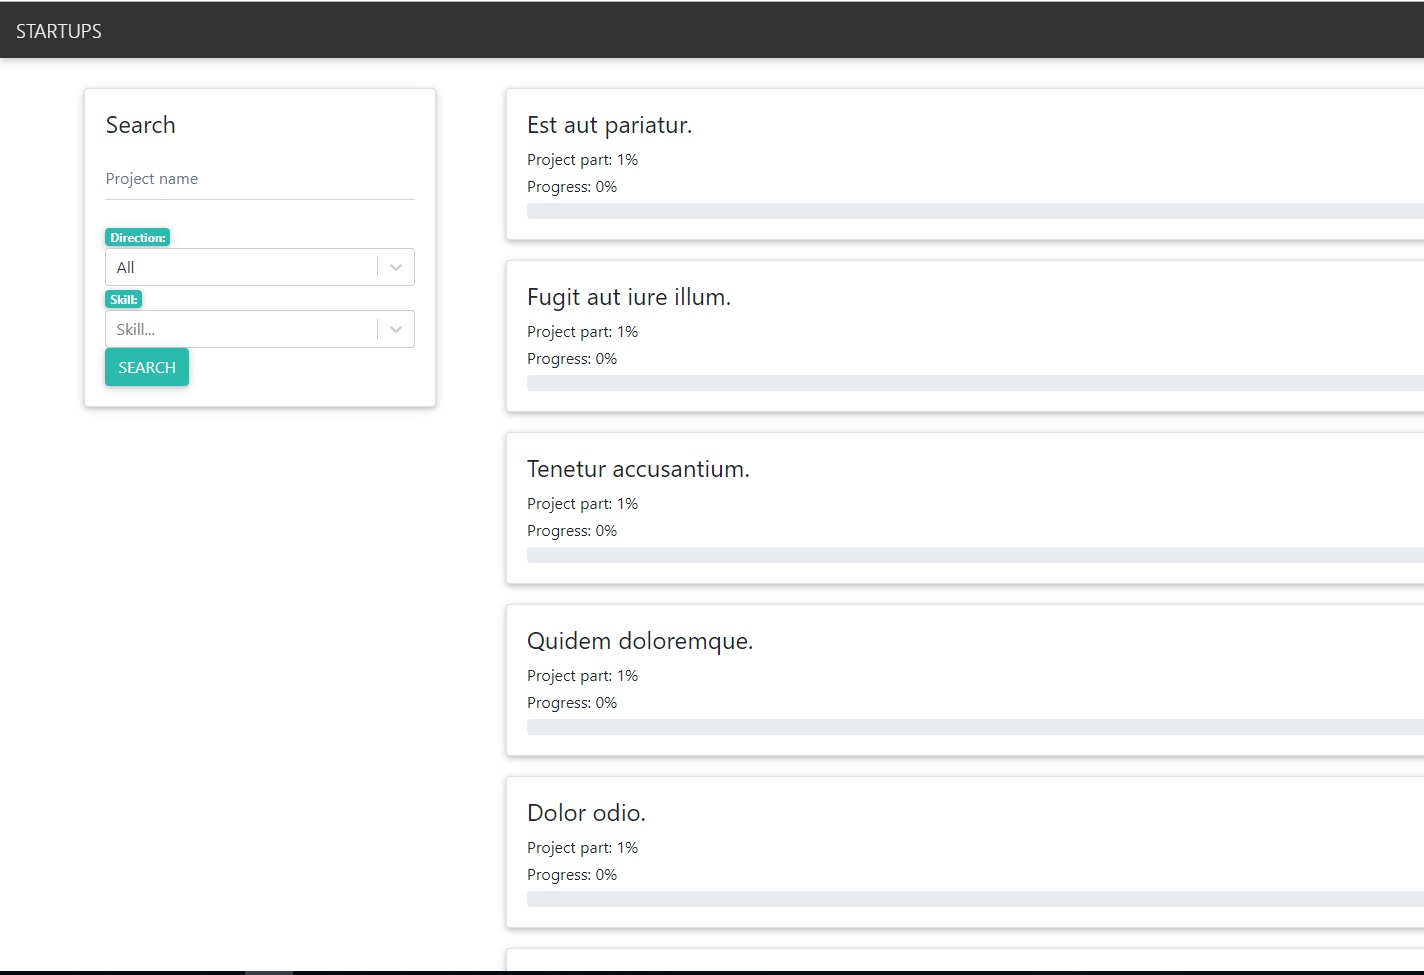 STARTUPS
Search
Project name
Direction:
All
Skill:
Skill...
SEARCH
Est aut pariatur.
Project part: 1%
Progress: 0%
Fugit aut iure illum.
Project part: 1%
Progress: 0%
Tenetur accusantium.
Project part: 1%
Progress: 0%
Quidem doloremque.
Project part: 1%
Progress: 0%
Dolor odio.
Project part: 1%
Progress: 0%